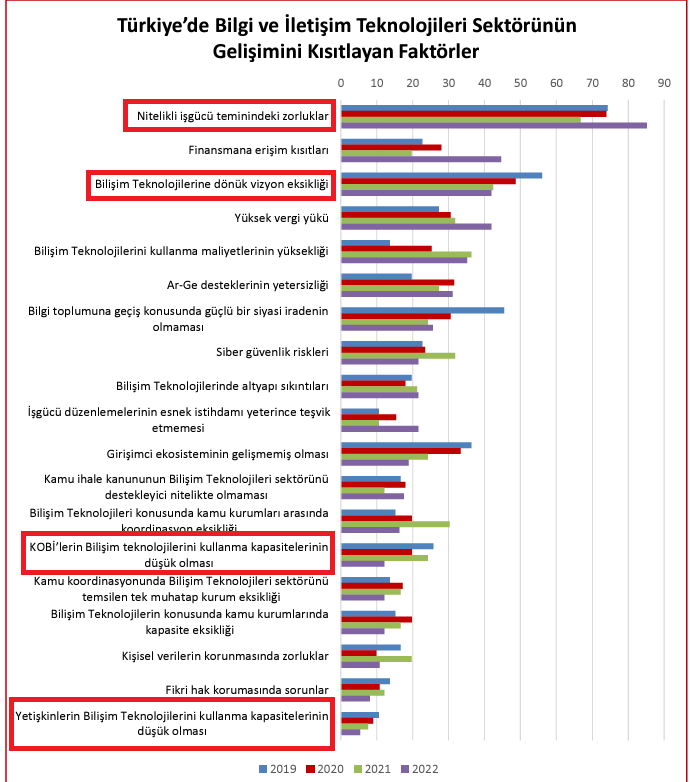 Türkiye’de Bilgi ve İletişim Teknolojileri Sektörünün
Gelişimini Kısıtlayan Faktörler
0 10 20 30 40 50 60 70 80 90
Nitelikli işgücü teminindeki zorluklar
Finansmana erişim kısıtları
Bilişim Teknolojilerine dönük vizyon eksikliği
Yüksek vergi yükü
Bilişim Teknolojilerini kullanma maliyetlerinin yüksekliği
Ar-Ge desteklerinin yetersizliği
Bilgi toplumuna geçiş konusunda güçlü bir siyasi iradenin
olmaması
Siber güvenlik riskleri
Bilişim Teknolojilerinde altyapı sıkıntıları
İşgücü düzenlemelerinin esnek istihdamı yeterince teşvik
etmemesi
Girişimci ekosisteminin gelişmemiş olması
Kamu ihale kanununun Bilişim Teknolojileri sektörünü
destekleyici nitelikte olmaması
Bilişim Teknolojileri konusunda kamu kurumları arasında
koordinasyon eksikliği
KOBİ’lerin Bilişim teknolojilerini kullanma kapasitelerinin
düşük olması
Kamu koordinasyonunda Bilişim Teknolojileri sektörünü
temsilen tek muhatap kurum eksikliği
Bilişim Teknolojilerin konusunda kamu kurumlarında
kapasite eksikliği
Kişisel verilerin korunmasında zorluklar
Fikri hak korumasında sorunlar
Yetişkinlerin Bilişim Teknolojilerini kullanma kapasitelerinin
düşük olması
2019 2020 2021 2022